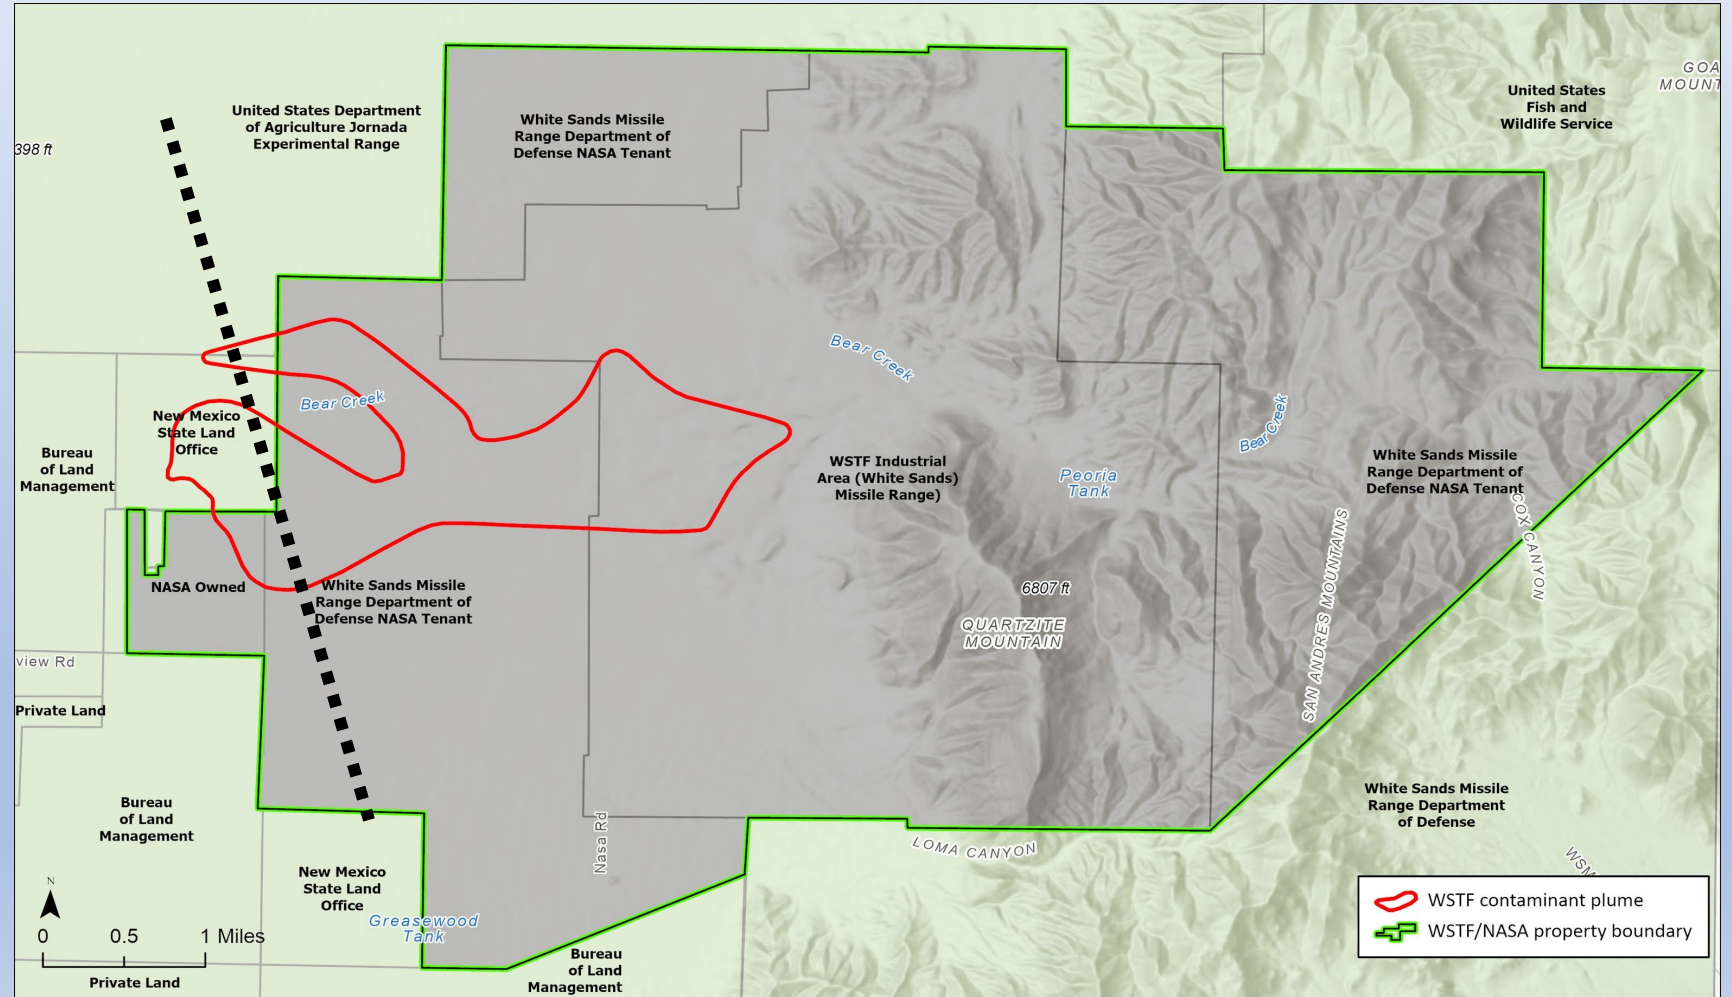 GOA
MOUNT
United States
Fish and
Wildlife Service
United States Department
of Agriculture Jornada
Experimental Range
White Sands Missile
Range Department of
Defense NASA Tenant
398 ft
Bear Creek
Bear Creek
Bear Creek
New Mexico
State Land
Office
Bureau
of Land
Management
WSTF Industrial
Area (White Sands)
Missile Range)
Peoria
Tank
White Sands Missile
Range Department of
Defense NASA Tenant
COX CANYON
SAN ANDRES MOUNTAINS
NASA Owned
White Sands Missile
Range Department of
Defense NASA Tenant
6807 ft
QUARTZITE
MOUNTAIN
view Rd
Private Land
Bureau
of Land
Management
Nasa Rd
LOMA CANYON
White Sands Missile
Range Department
of Defense
WSM
New Mexico
State Land
Office
Greasewood
Tank
N
0 0.5 1 Miles
Private Land
Bureau
of Land
Management
WSTF contaminant plume
WSTF/NASA property boundary